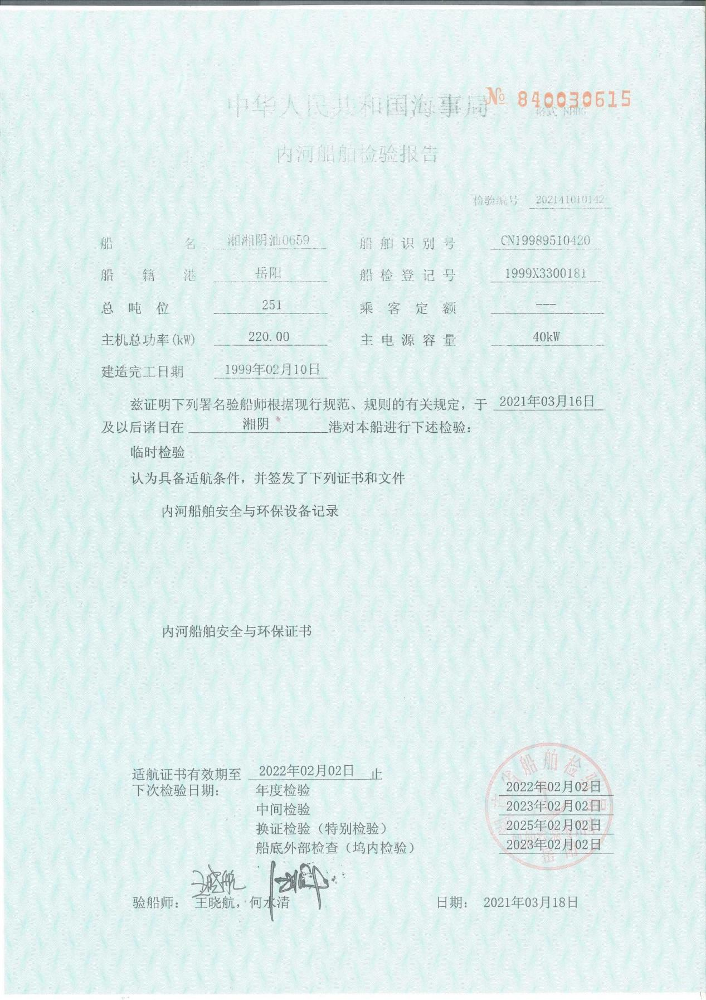 № 840030615
中华人民共和国海事局
格式 NBBG
内河船舶检验报告
检验编号 202141010142
船名 湘湘阴油0659 船舶识别号 CN19989510420
船籍港 岳阳 船检登记号 1999X3300181
总吨位 251 乘客定额 ---
主机总功率(kW) 220.00 主电源容量 40kW
建造完工日期 1999年02月10日
兹证明下列署名验船师根据现行规范、规则的有关规定，于 2021年03月16日
及以后诸日在 湘阴 港对本船进行下述检验：
临时检验
认为具备适航条件，并签发了下列证书和文件
内河船舶安全与环保设备记录
内河船舶安全与环保证书
适航证书有效期至 2022年02月02日 止
下次检验日期： 年度检验 2022年02月02日
中间检验 2023年02月02日
换证检验（特别检验） 2025年02月02日
船底外部检查（坞内检验） 2023年02月02日
王晓航
验船师： 王晓航，何水清 日期： 2021年03月18日